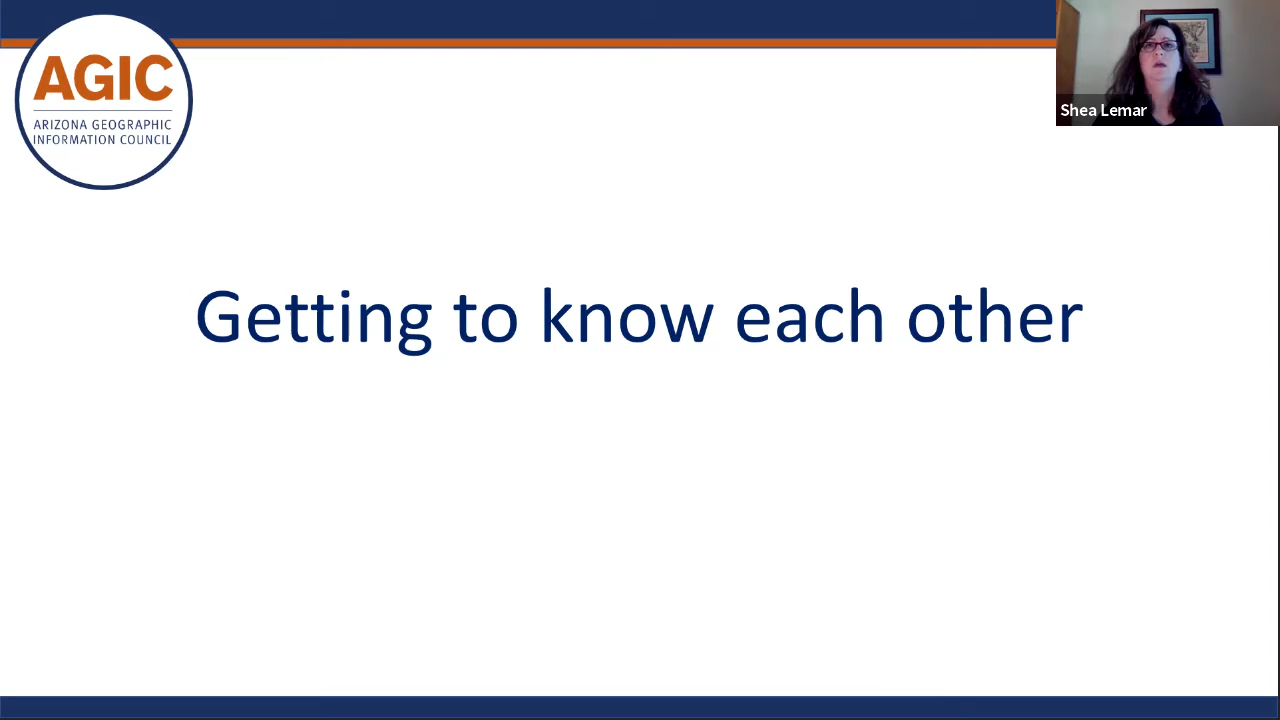 AGIC
ARIZONA GEOGRAPHIC
INFORMATION COUNCIL
Shea Lemar
Getting to know each other